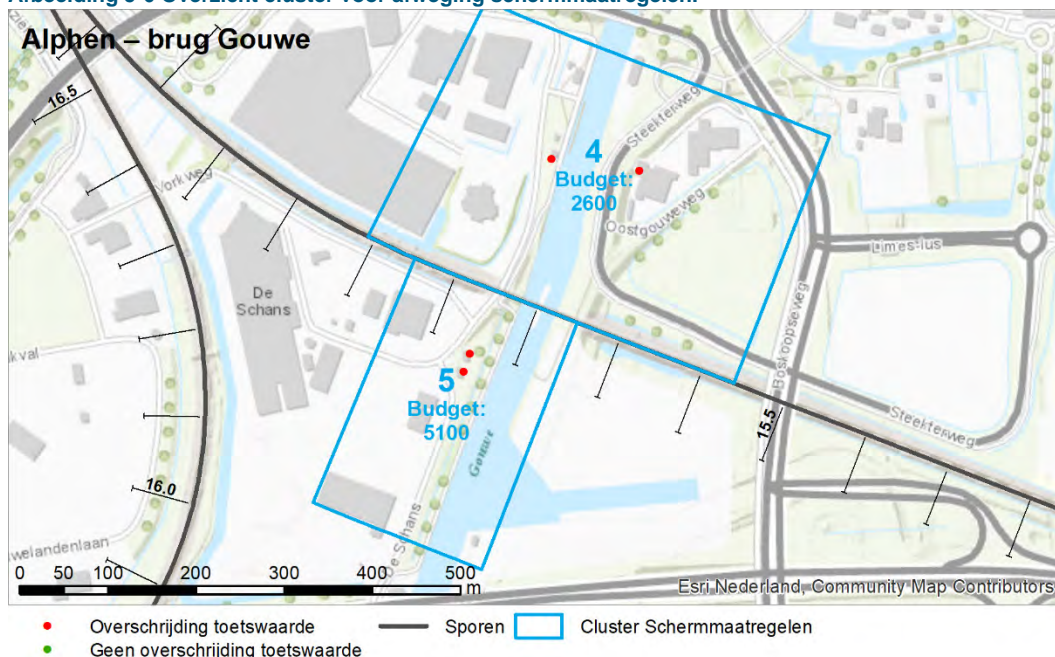 Alphen – brug Gouwe
16.5
Vorkweg
Steekterweg
4
Budget:
2600
Oostgouweweg
Limes-lus
De
Schans
Boskoopseweg
5
Budget:
5100
Gouwe
Steekterweg
15.5
16.0
De Schans
0 50 100 200 300 400 500
m
Esri Nederland, Community Map Contributors
Overschrijding toetswaarde
Sporen
Cluster Schermmaatregelen
Geen overschrijding toetswaarde